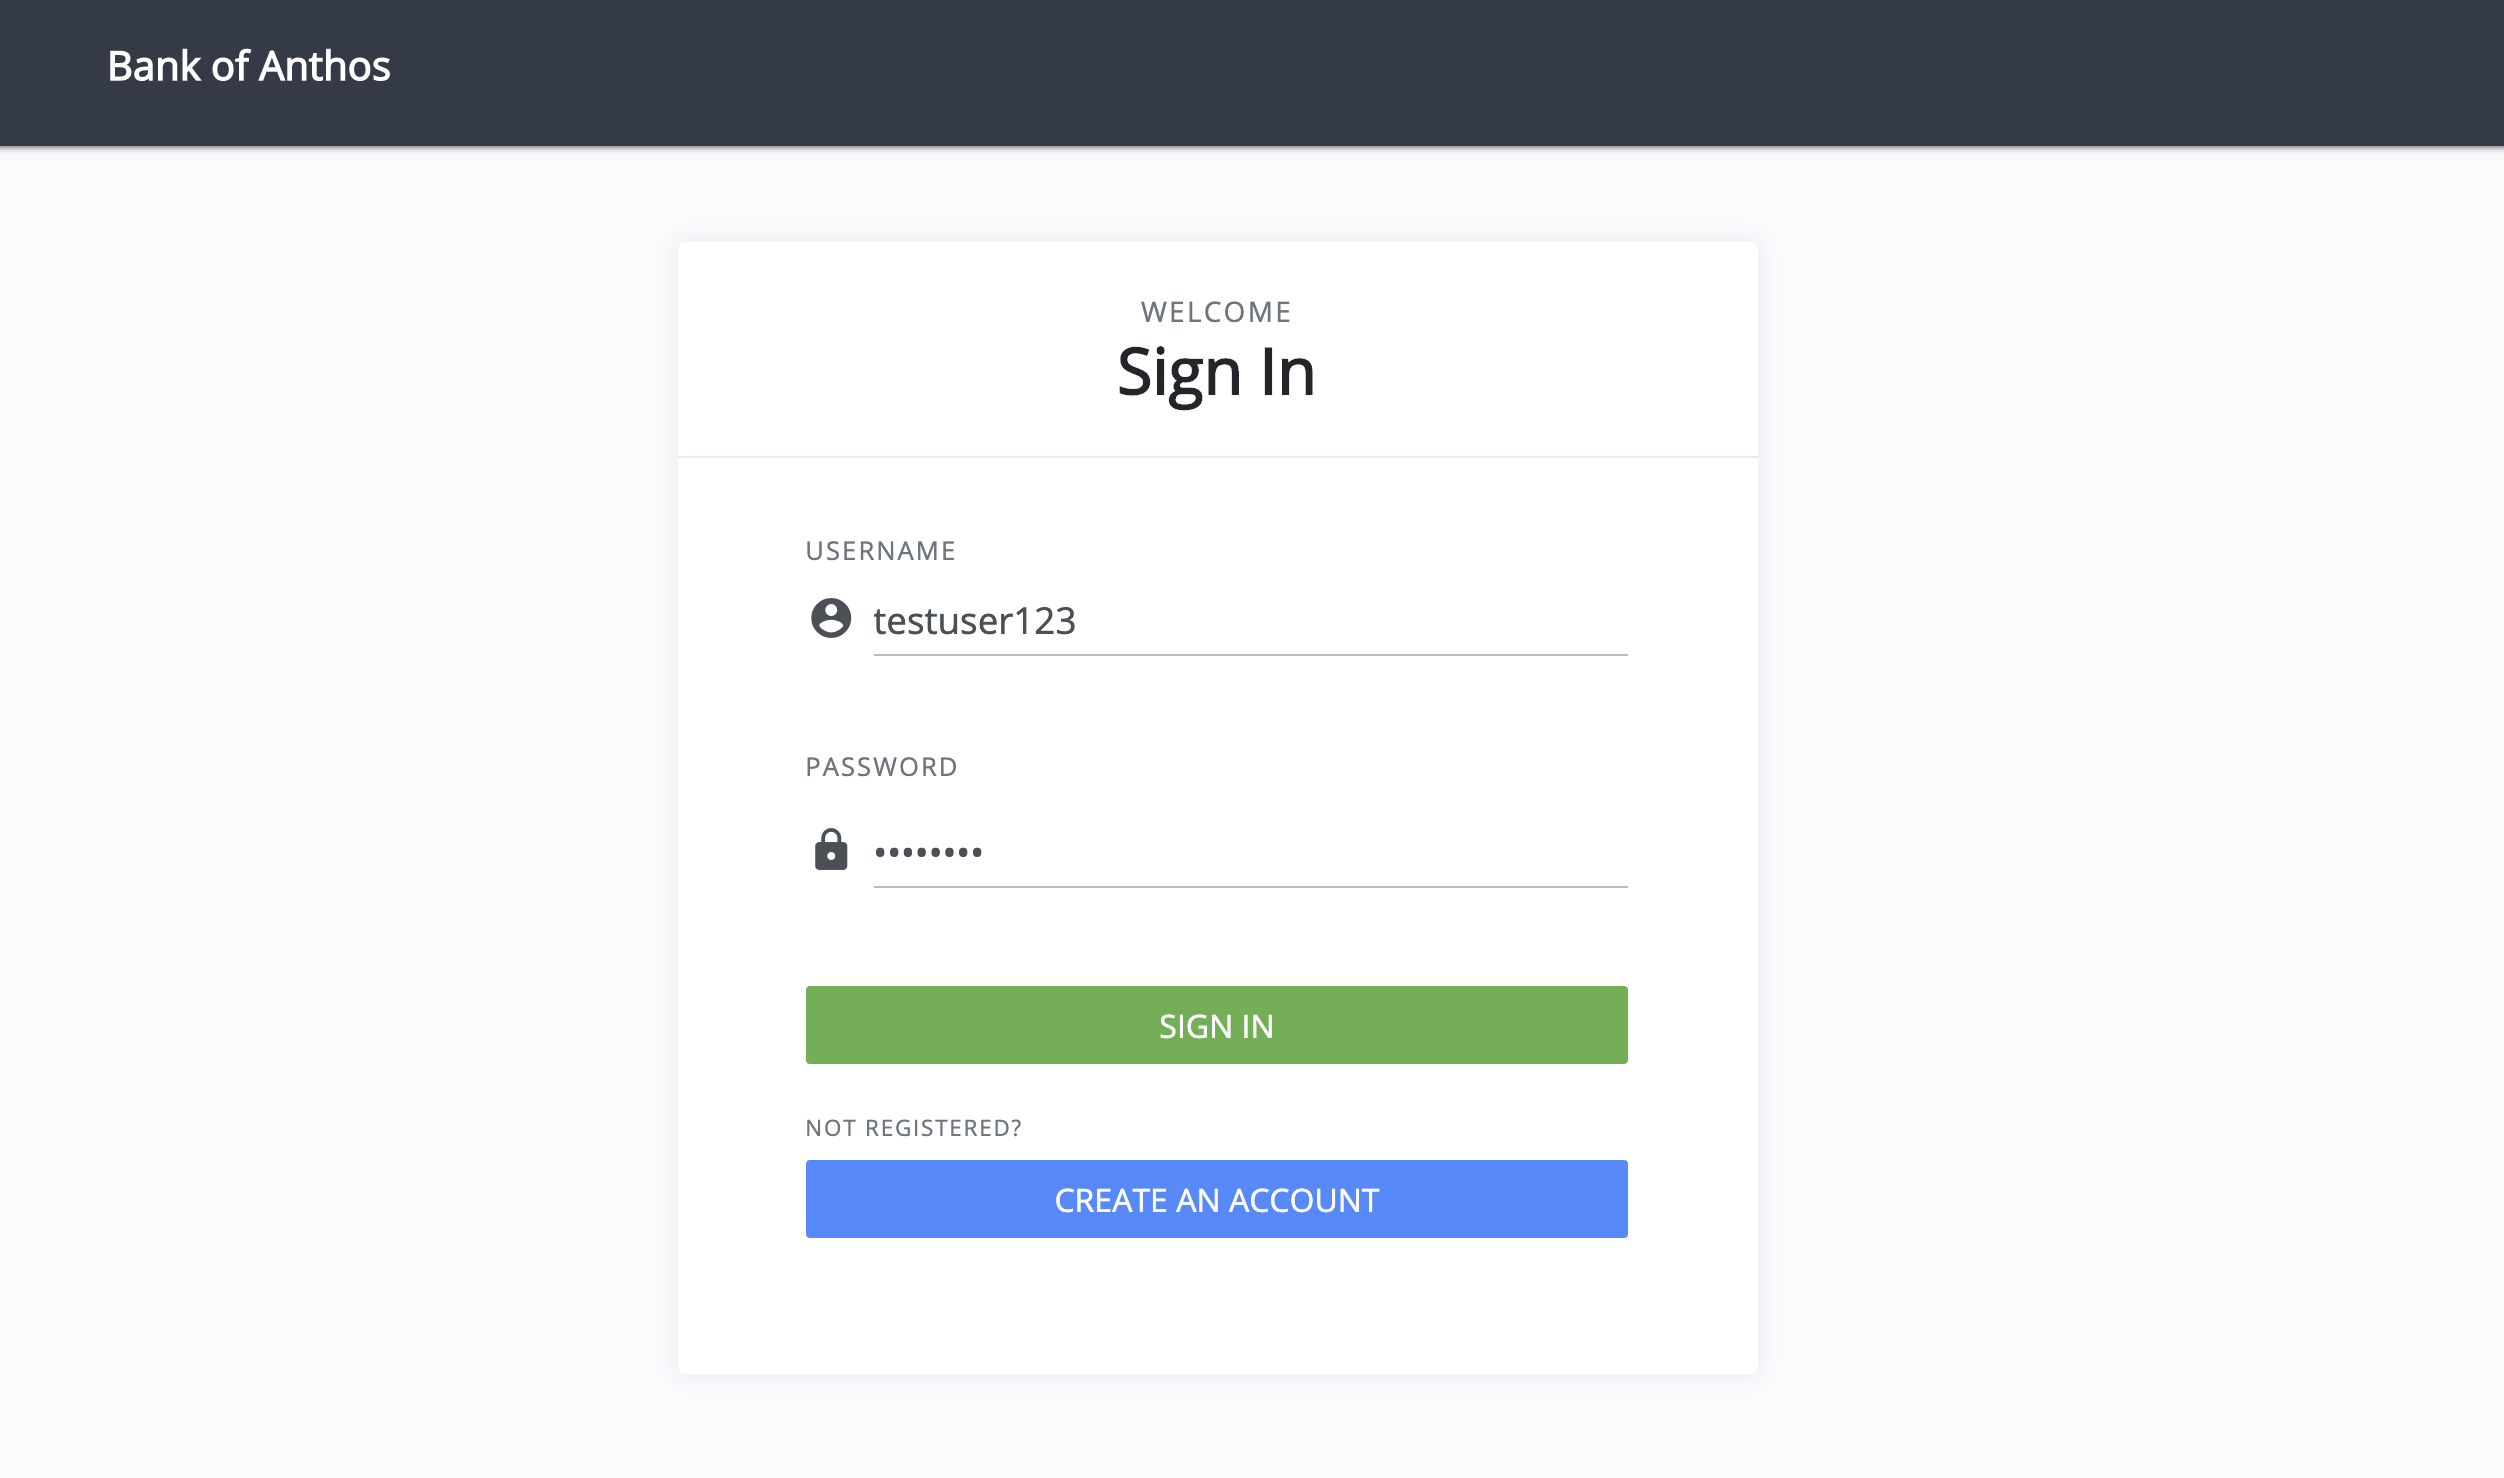 Bank of Anthos
WELCOME
Sign In
USERNAME
testuser123
PASSWORD
••••••••
SIGN IN
NOT REGISTERED?
CREATE AN ACCOUNT